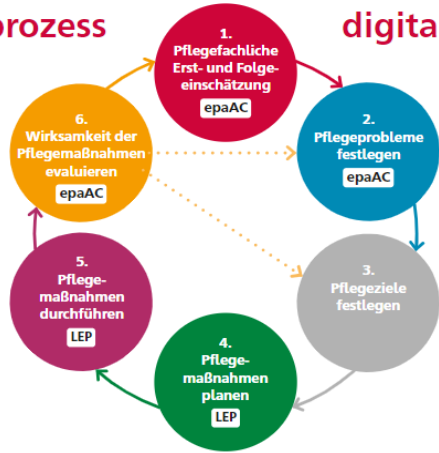 prozess
digita
1.
Pflegefachliche
Erst- und Folge-
einschätzung
epaAC
2.
Pflegeprobleme
festlegen
epaAC
3.
Pflegeziele
festlegen
4.
Pflege-
maßnahmen
planen
LEP
5.
Pflege-
maßnahmen
durchführen
LEP
6.
Wirksamkeit der
Pflegemaßnahmen
evaluieren
epaAC